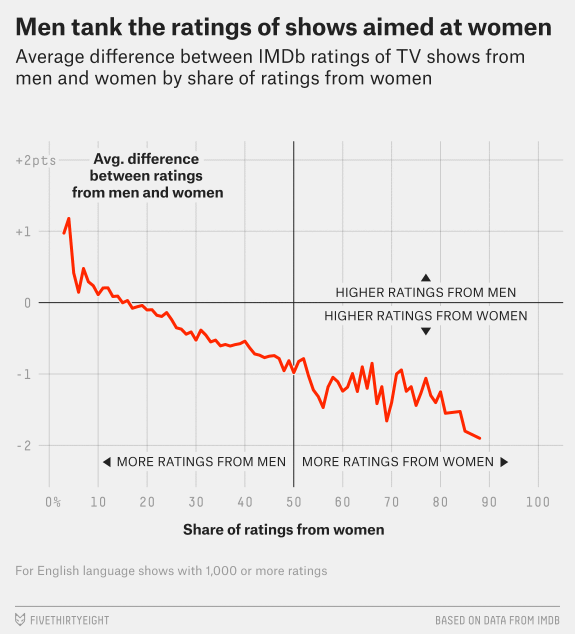 Men tank the ratings of shows aimed at women
Average difference between IMDb ratings of TV shows from
men and women by share of ratings from women
+2pts
Avg. difference
between ratings
from men and women
+1
HIGHER RATINGS FROM MEN
0
HIGHER RATINGS FROM WOMEN
-1
-2
MORE RATINGS FROM MEN
MORE RATINGS FROM WOMEN
0% 10 20 30 40 50 60 70 80 90 100
Share of ratings from women
For English language shows with 1,000 or more ratings
FIVETHIRTYEIGHT
BASED ON DATA FROM IMDB